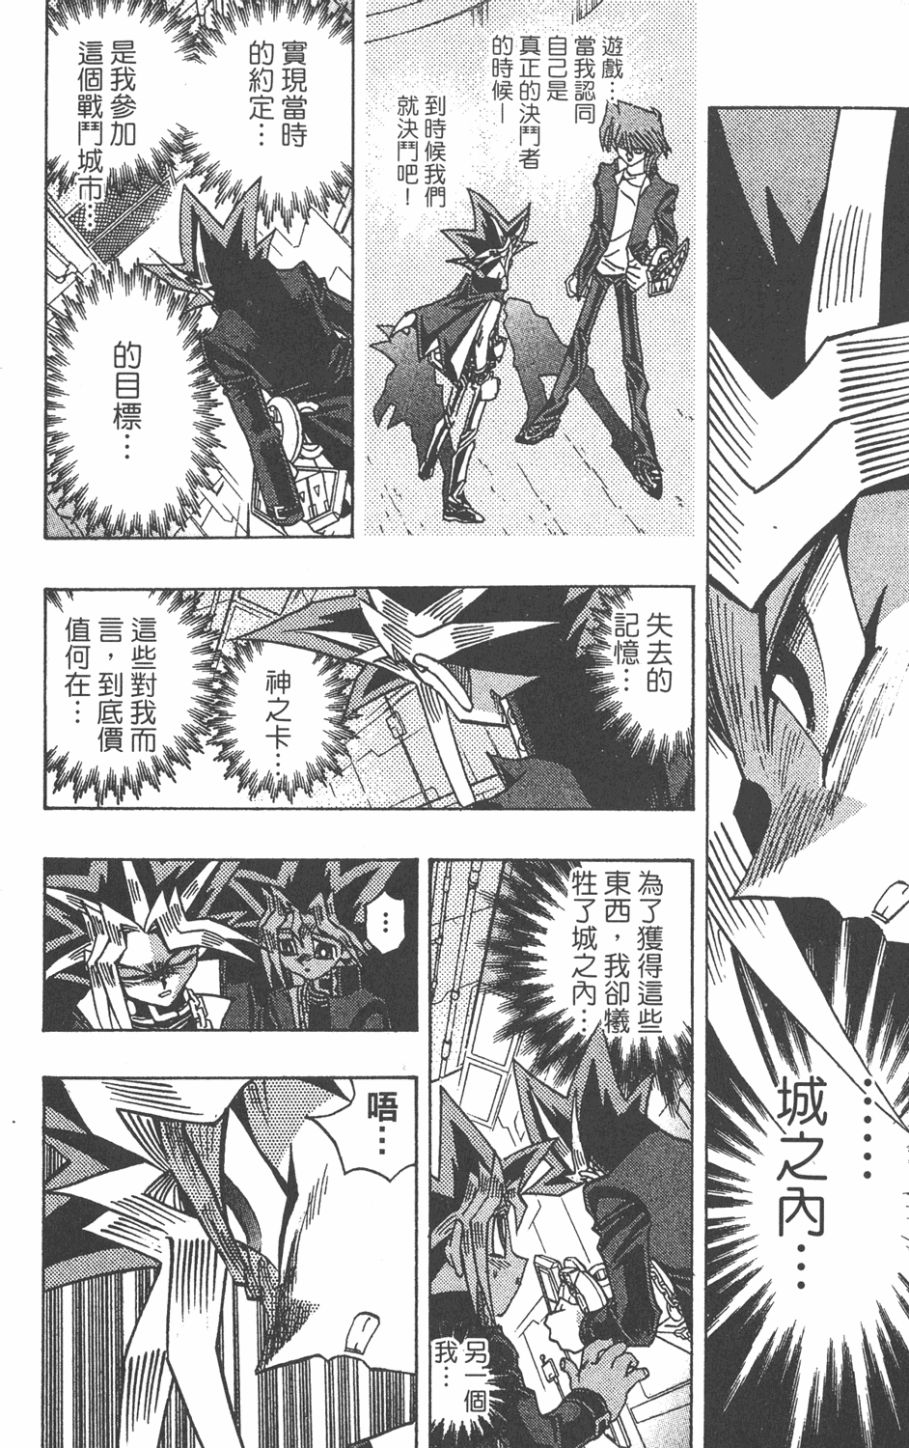 ……
城之內…
遊戲…
當我認同
自己是
真正的決鬥者
的時候—
到時候我們
就決鬥吧！
實現當時
的約定…
是我參加
這個戰鬥城市…
的目標…
失去的
記憶…
神之卡…
這些對我而
言，到底價
值何在…
為了獲得這些
東西，我卻犧
牲了城之內…
另一個
我…
…
唔…